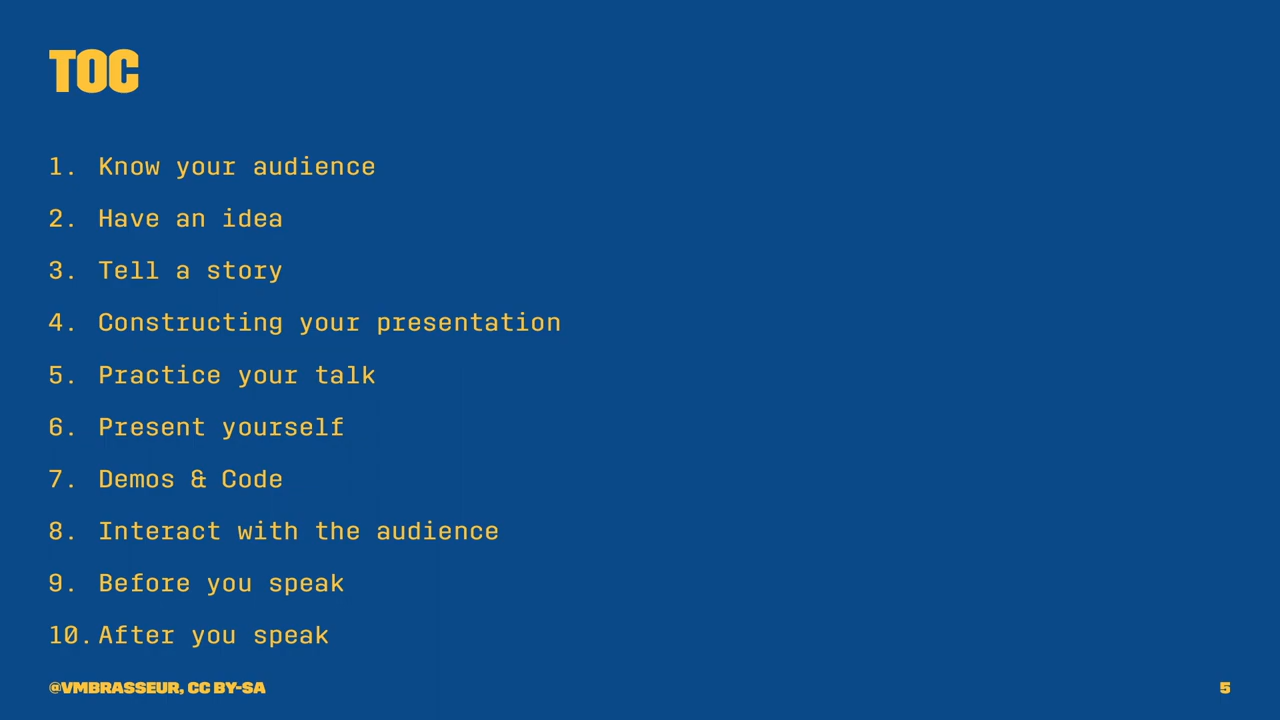 TOC
1. Know your audience
2. Have an idea
3. Tell a story
4. Constructing your presentation
5. Practice your talk
6. Present yourself
7. Demos & Code
8. Interact with the audience
9. Before you speak
10. After you speak
@VMBRASSEUR, CC BY-SA
5